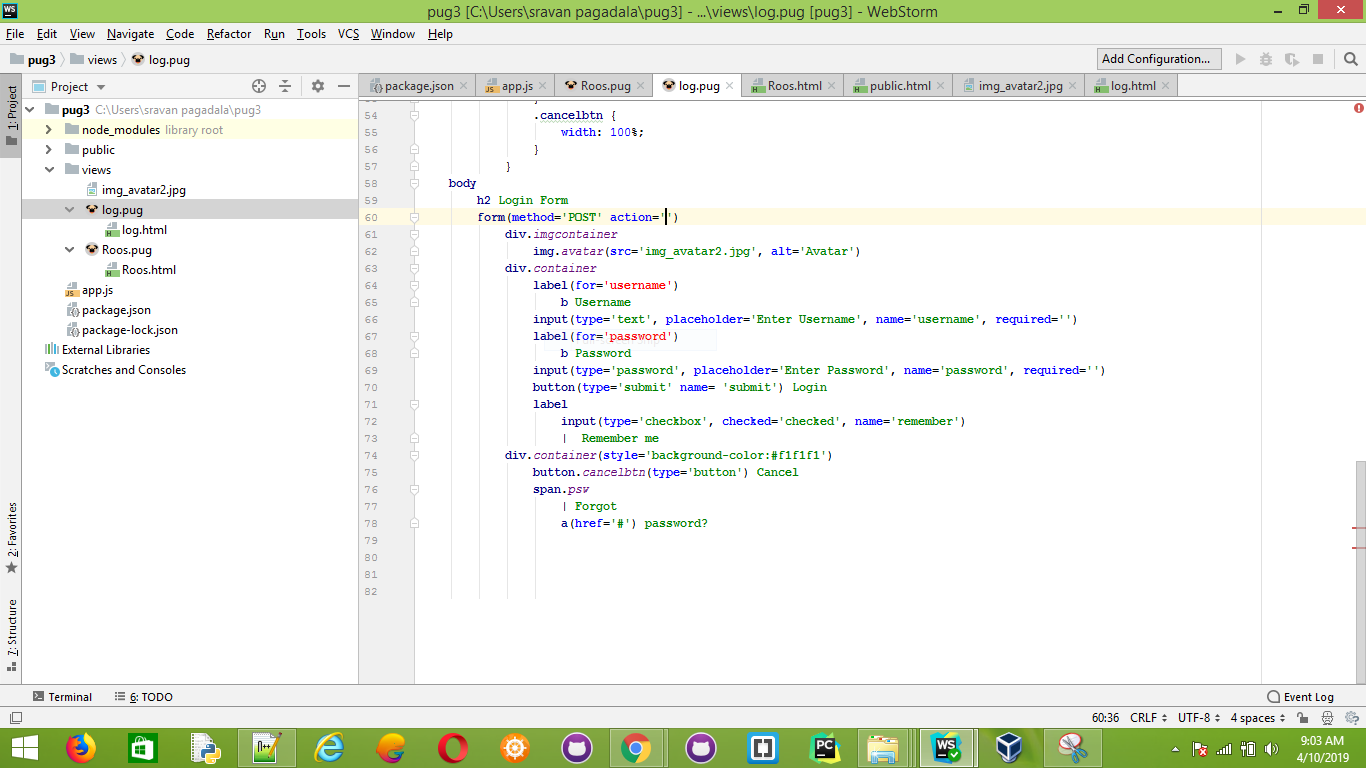 pug3 [C:\Users\sravan pagadala\pug3] - ...\views\log.pug [pug3] - WebStorm
File Edit View Navigate Code Refactor Run Tools VCS Window Help
pug3 views log.pug Add Configuration...
Project package.json app.js Roos.pug log.pug Roos.html public.html img_avatar2.jpg log.html
1: Project
pug3 C:\Users\sravan pagadala\pug3
node_modules library root
public
views
img_avatar2.jpg
log.pug
log.html
Roos.pug
Roos.html
app.js
package.json
package-lock.json
External Libraries
Scratches and Consoles
2: Favorites
7: Structure
54 .cancelbtn {
55 width: 100%;
56 }
57 }
58 body
59 h2 Login Form
60 form(method='POST' action='')
61 div.imgcontainer
62 img.avatar(src='img_avatar2.jpg', alt='Avatar')
63 div.container
64 label(for='username')
65 b Username
66 input(type='text', placeholder='Enter Username', name='username', required='')
67 label(for='password')
68 b Password
69 input(type='password', placeholder='Enter Password', name='password', required='')
70 button(type='submit' name= 'submit') Login
71 label
72 input(type='checkbox', checked='checked', name='remember')
73 | Remember me
74 div.container(style='background-color:#f1f1f1')
75 button.cancelbtn(type='button') Cancel
76 span.psw
77 | Forgot
78 a(href='#') password?
79
80
81
82
Terminal 6: TODO Event Log
60:36 CRLF UTF-8 4 spaces
9:03 AM
4/10/2019